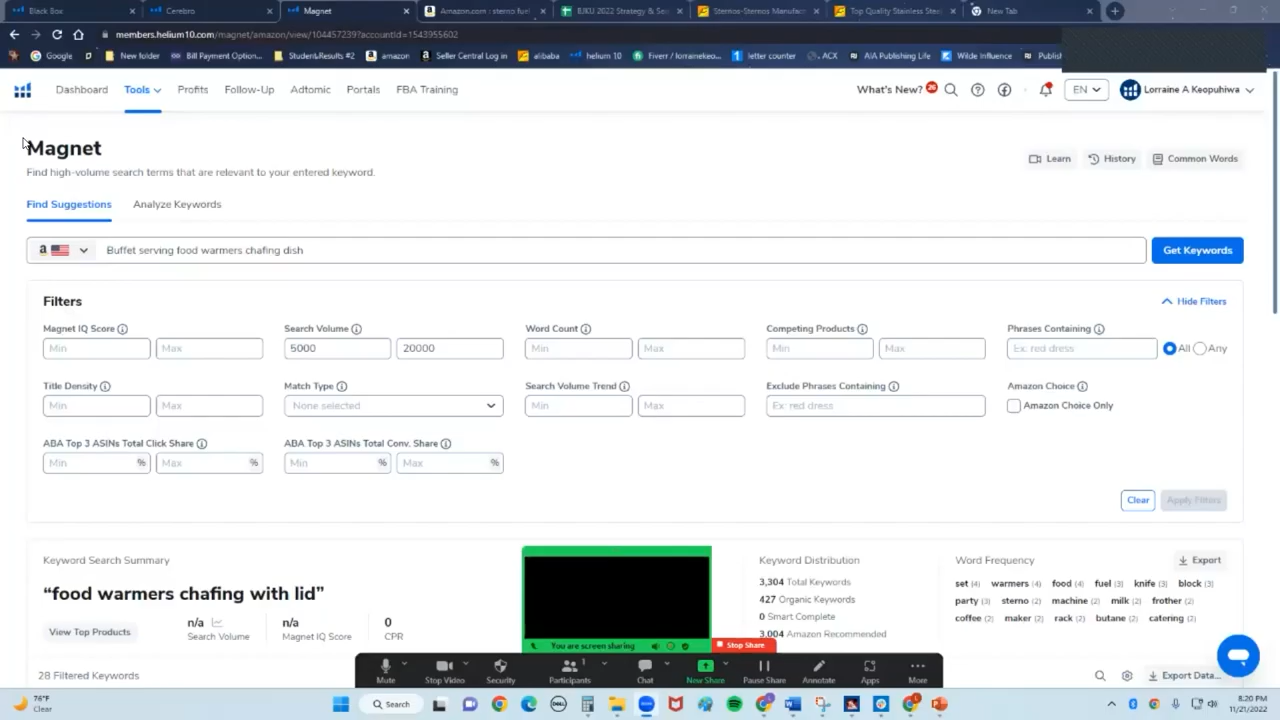 Black Box
Cerebro
Magnet
Amazon.com : sterno fuel
IUKU 2022 Strategy & Se
Sternos-Sternos Manufact
Top Quality Stainless Stee
New Tab
members.helium10.com/magnet/amazon/view/104457239?accountId=1543955602
Google
New folder
Bill Payment Option...
Student&Results #2
amazon
Seller Central Log in
alibaba
helium 10
Fiverr / lorrainekeo...
letter counter
ACX
AIA Publishing Life
Wilde Influence
Publis
Dashboard
Tools
Profits
Follow-Up
Adtomic
Portals
FBA Training
What's New?
26
EN
Lorraine A Keopuhiwa
Magnet
Find high-volume search terms that are relevant to your entered keyword.
Learn
History
Common Words
Find Suggestions
Analyze Keywords
Buffet serving food warmers chafing dish
Get Keywords
Filters
Hide Filters
Magnet IQ Score
Search Volume
Word Count
Competing Products
Phrases Containing
Min
Max
5000
20000
Min
Max
Min
Max
Ex: red dress
All
Any
Title Density
Match Type
Search Volume Trend
Exclude Phrases Containing
Amazon Choice
Min
Max
None selected
Min
Max
Ex: red dress
Amazon Choice Only
ABA Top 3 ASINs Total Click Share
ABA Top 3 ASINs Total Conv. Share
Min %
Max %
Min %
Max %
Clear
Apply Filters
Keyword Search Summary
"food warmers chafing with lid"
View Top Products
n/a
Search Volume
n/a
Magnet IQ Score
0
CPR
Keyword Distribution
3,304 Total Keywords
427 Organic Keywords
0 Smart Complete
3,004 Amazon Recommended
Word Frequency
Export
set (4) warmers (4) food (4) fuel (3) knife (3) block (3)
party (3) sterno (2) machine (2) milk (2) frother (2)
coffee (2) maker (2) rack (2) butane (2) catering (2)
You are screen sharing
Stop Share
28 Filtered Keywords
Export Data...
Mute
Stop Video
Security
1
Participants
Chat
New Share
Pause Share
Annotate
Apps
More
76°F
Clear
Search
8:20 PM
11/21/2022